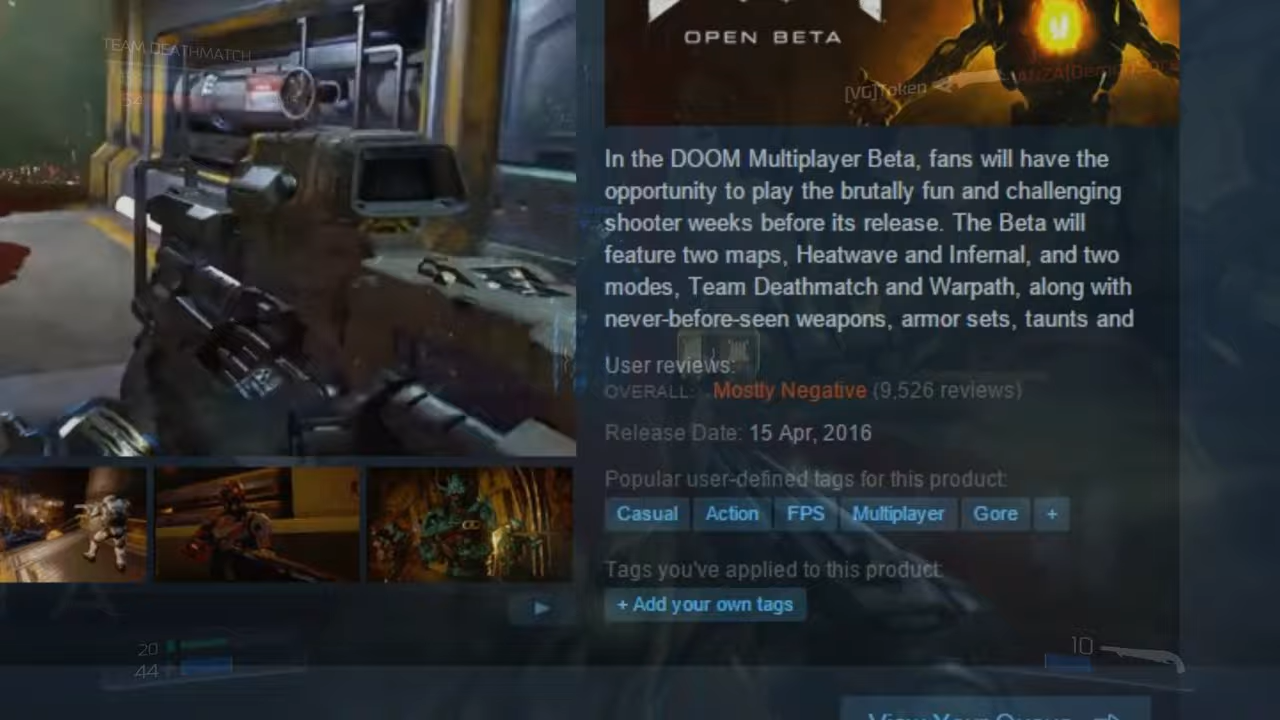 TEAM DEATHMATCH
54
OPEN BETA
[VG]Token
In the DOOM Multiplayer Beta, fans will have the
opportunity to play the brutally fun and challenging
shooter weeks before its release. The Beta will
feature two maps, Heatwave and Infernal, and two
modes, Team Deathmatch and Warpath, along with
never-before-seen weapons, armor sets, taunts and
User reviews:
OVERALL: Mostly Negative (9,526 reviews)
Release Date: 15 Apr, 2016
Popular user-defined tags for this product:
Casual Action FPS Multiplayer Gore +
Tags you've applied to this product:
+ Add your own tags
20
44
10
View Your Queue